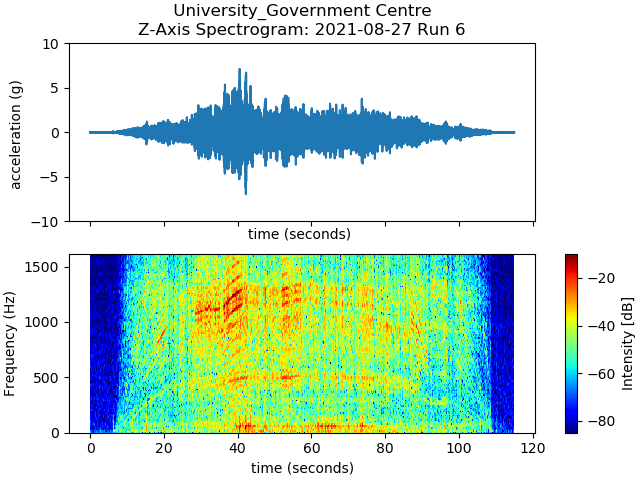 University_Government Centre
Z-Axis Spectrogram: 2021-08-27 Run 6
10
5
0
−5
−10
acceleration (g)
time (seconds)
1500
1000
500
0
Frequency (Hz)
0 20 40 60 80 100 120
time (seconds)
−20
−40
−60
−80
Intensity [dB]